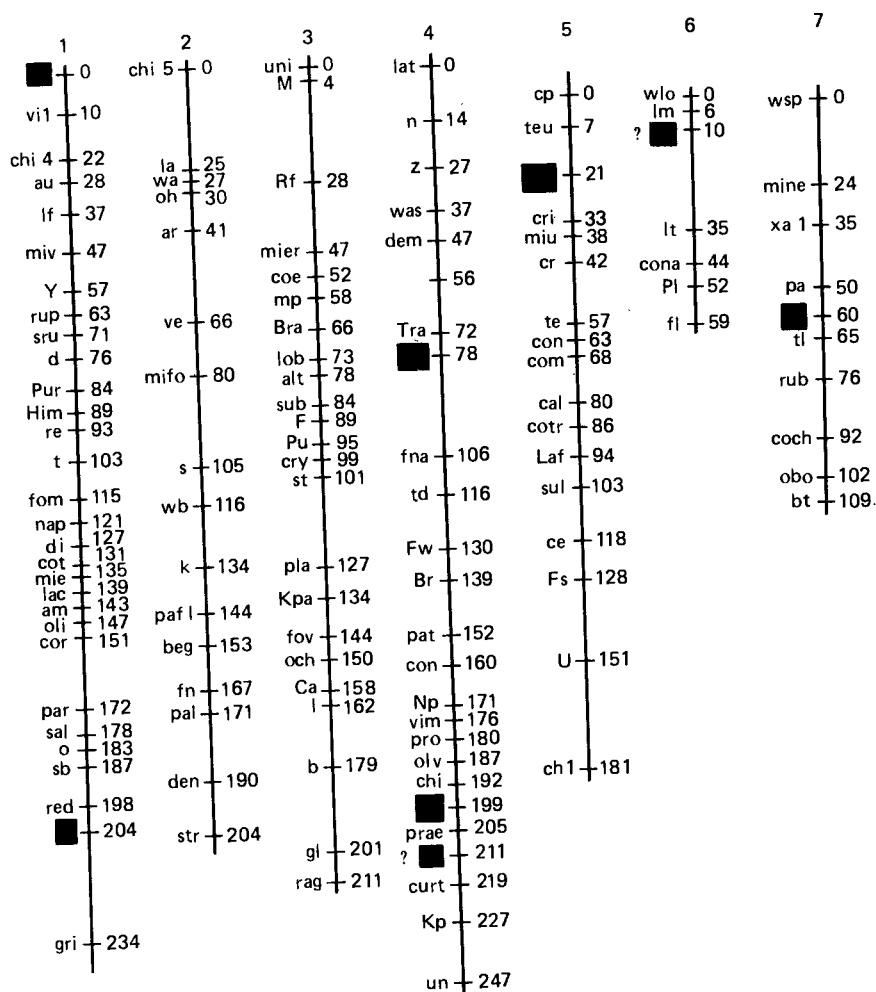 1
0
vi1 10
chi 4 22
au 28
lf 37
miv 47
Y 57
rup 63
sru 71
d 76
Pur 84
Him 89
re 93
t 103
fom 115
nap 121
di 127
cot 131
mie 135
lac 139
am 143
oli 147
cor 151
par 172
sal 178
o 183
sb 187
red 198
204
gri 234
2
chi 5 0
la 25
wa 27
oh 30
ar 41
ve 66
mifo 80
s 105
wb 116
k 134
paf l 144
beg 153
fn 167
pal 171
den 190
str 204
3
uni 0
M 4
Rf 28
mier 47
coe 52
mp 58
Bra 66
lob 73
alt 78
sub 84
F 89
Pu 95
cry 99
st 101
pla 127
Kpa 134
fov 144
och 150
Ca 158
l 162
b 179
gl 201
rag 211
4
lat 0
n 14
z 27
was 37
dem 47
56
Tra 72
78
fna 106
td 116
Fw 130
Br 139
pat 152
con 160
Np 171
vim 176
pro 180
olv 187
chi 192
199
prae 205
? 211
curt 219
Kp 227
un 247
5
cp 0
teu 7
21
cri 33
miu 38
cr 42
te 57
con 63
com 68
cal 80
cotr 86
Laf 94
sul 103
ce 118
Fs 128
U 151
ch1 181
6
wlo 0
lm 6
? 10
lt 35
cona 44
Pl 52
fl 59
7
wsp 0
mine 24
xa 1 35
pa 50
60
tl 65
rub 76
coch 92
obo 102
bt 109.